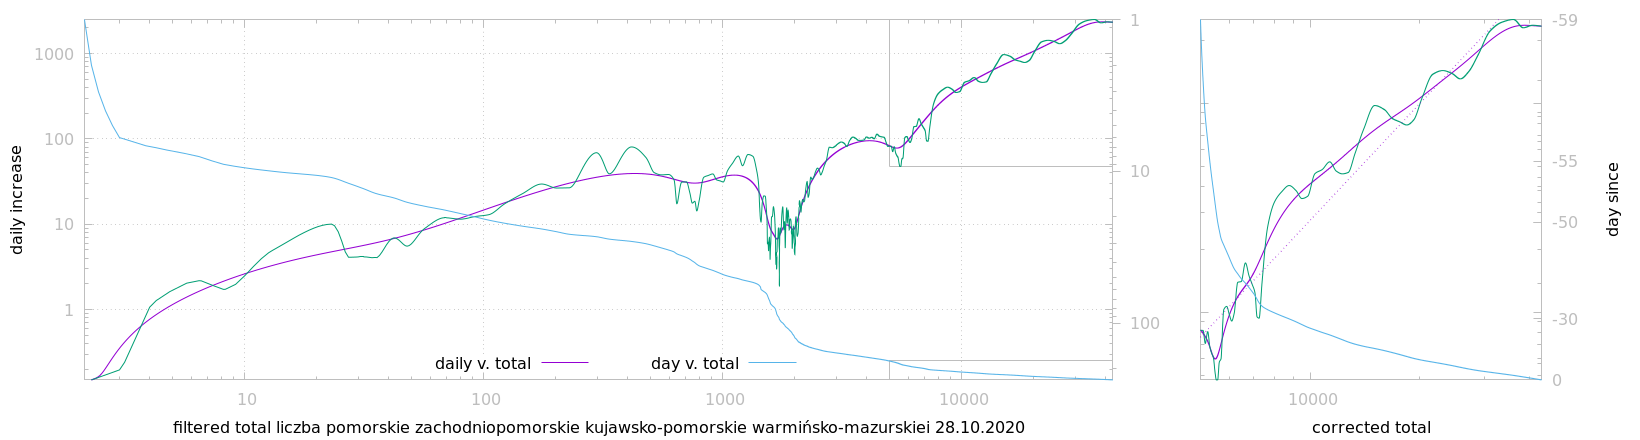 1000
100
10
1
daily increase
daily v. total
day v. total
10
100
1000
10000
1
10
100
filtered total liczba pomorskie zachodniopomorskie kujawsko-pomorskie warmińsko-mazurskiei 28.10.2020
-59
-55
-50
-30
0
day since
10000
corrected total